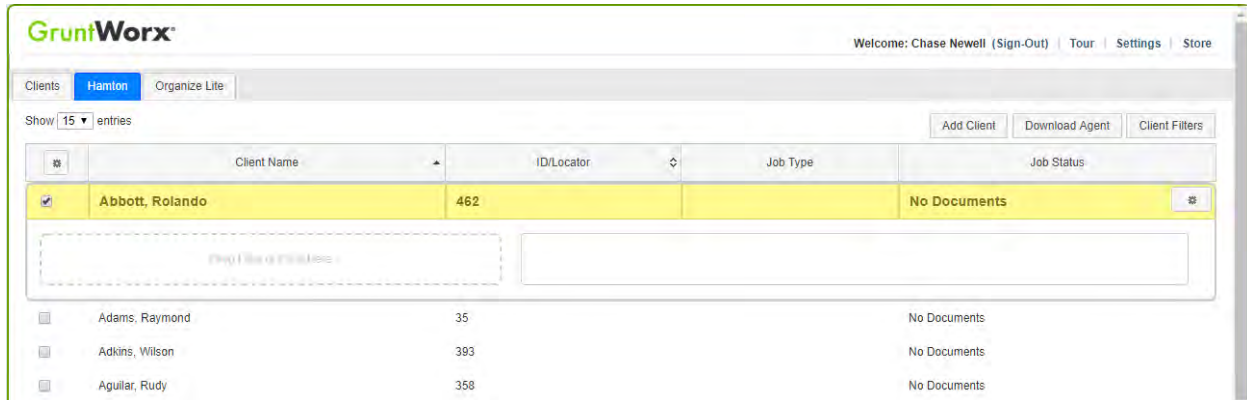 GruntWorx
Welcome: Chase Newell (Sign-Out) | Tour | Settings | Store
Clients Hamton Organize Lite
Show 15 entries Add Client Download Agent Client Filters
Client Name ID/Locator Job Type Job Status
Abbott, Rolando 462 No Documents
Adams, Raymond 35 No Documents
Adkins, Wilson 393 No Documents
Aguilar, Rudy 358 No Documents